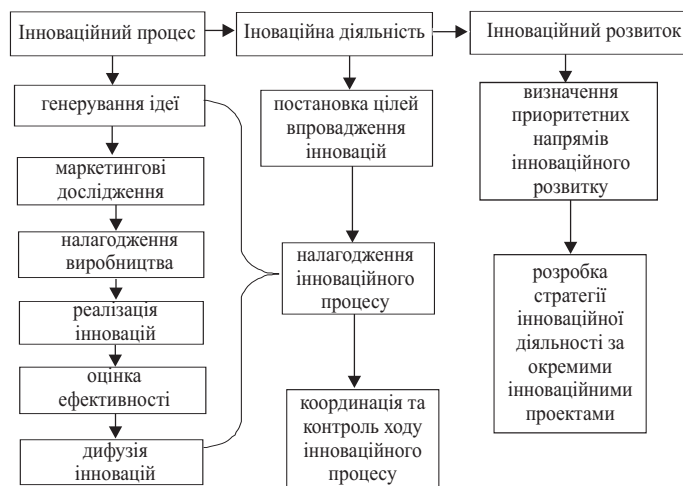 Інноваційний процес
Іноваційна діяльність
Інноваційний розвиток
генерування ідеї
маркетингові
дослідження
налагодження
виробництва
реалізація
інновацій
оцінка
ефективності
дифузія
інновацій
постановка цілей
впровадження
інновацій
налагодження
інноваційного
процесу
координація та
контроль ходу
інноваційного
процесу
визначення
приоритетних
напрямів
інноваційного
розвитку
розробка
стратегії
інноваційної
діяльності за
окремими
інноваційними
проектами